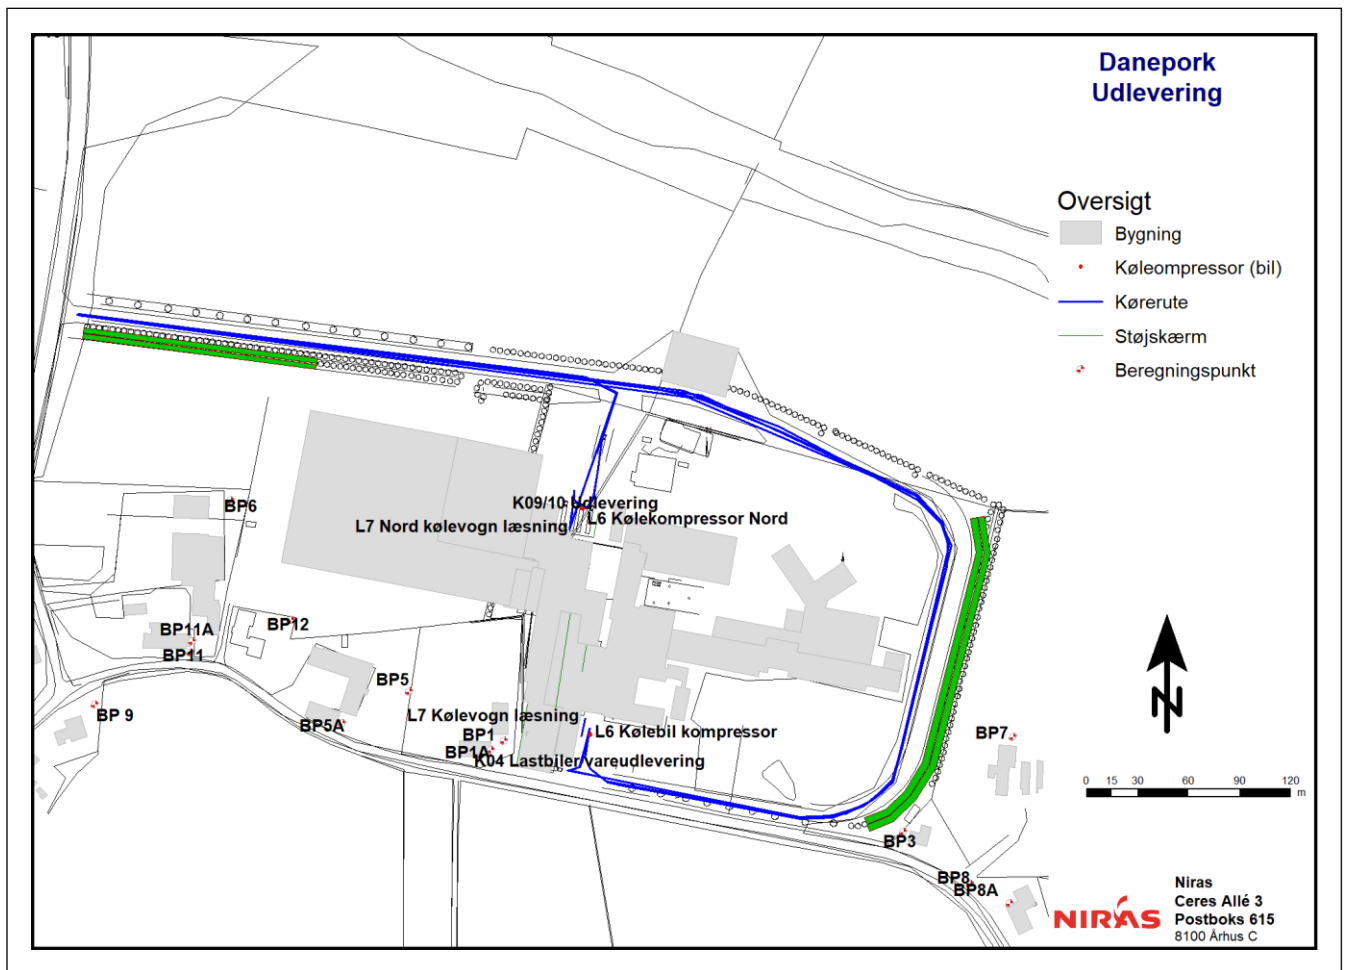 Danepork
Udlevering
Oversigt
Bygning
Køleompressor (bil)
Kørerute
Støjskærm
Beregningspunkt
BP6
K09/10 Udlevering
L6 Kølekompressor Nord
L7 Nord kølevogn læsning
BP11A
BP12
BP11
BP5
BP 9
BP5A
L7 Kølevogn læsning
BP1
L6 Kølebil kompressor
BP1A
K04 Lastbiler vareudlevering
BP7
BP3
BP8
BP8A
N
0 15 30 60 90 120
m
NIRAS
Niras
Ceres Allé 3
Postboks 615
8100 Århus C